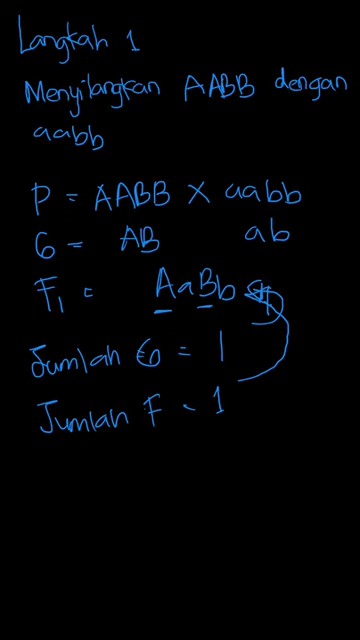 Langkah 1
Menyilangkan AABB dengan
aabb
P = AABB X aabb
G = AB ab
F1 = AaBb
Jumlah G = 1
Jumlah F = 1